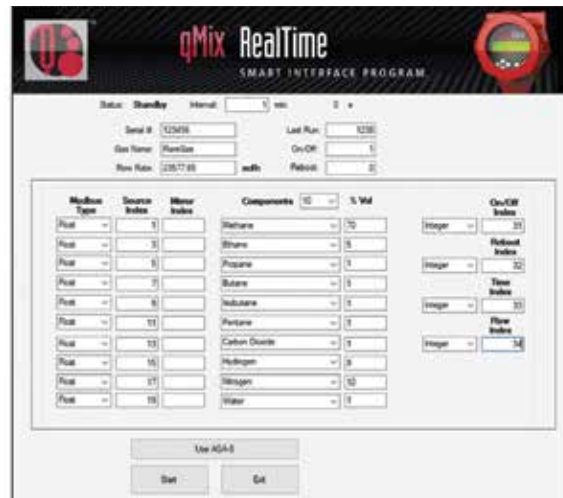 qMix RealTime
SMART INTERFACE PROGRAM
Status: Standby Interval: 1 min 0 s
Serial #: 123456 Last Run: 1238
Gas Name: On/Off: 1
Flow Rate: 23577.65 scfh Reboot: 0
Modbus Type Source Index Mirror Index Components 10 % Vol On/Off Index
Float 1 Methane 70 Integer 31
Reboot Index
Float 3 Ethane 5 Integer 32
Float 5 Propane 1
Time Index
Float 7 Butane 1 Integer 33
Float 9 Isobutane 1
Flow Index
Float 11 Pentane 1
Float 13 Carbon Dioxide 1 Integer 34
Float 15 Hydrogen
Float 17 Nitrogen 10
Float 19 Water 1
Use AGA-8
Start Exit